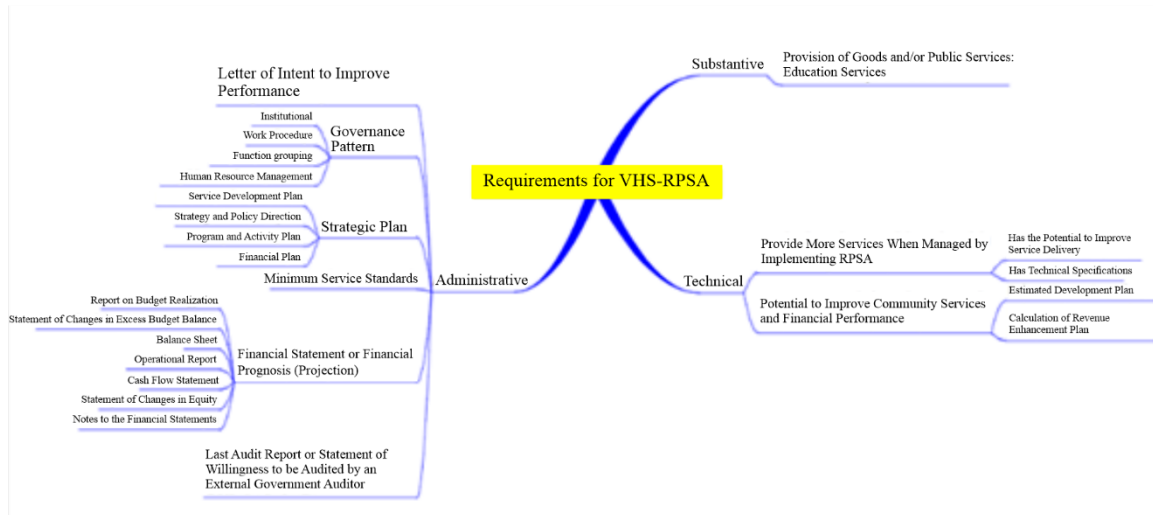 Requirements for VHS-RPSA
Substantive
Provision of Goods and/or Public Services:
Education Services
Technical
Provide More Services When Managed by
Implementing RPSA
Has the Potential to Improve
Service Delivery
Has Technical Specifications
Potential to Improve Community Services
and Financial Performance
Estimated Development Plan
Calculation of Revenue
Enhancement Plan
Administrative
Letter of Intent to Improve
Performance
Governance
Pattern
Institutional
Work Procedure
Function grouping
Human Resource Management
Strategic Plan
Service Development Plan
Strategy and Policy Direction
Program and Activity Plan
Financial Plan
Minimum Service Standards
Financial Statement or Financial
Prognosis (Projection)
Report on Budget Realization
Statement of Changes in Excess Budget Balance
Balance Sheet
Operational Report
Cash Flow Statement
Statement of Changes in Equity
Notes to the Financial Statements
Last Audit Report or Statement of
Willingness to be Audited by an
External Government Auditor